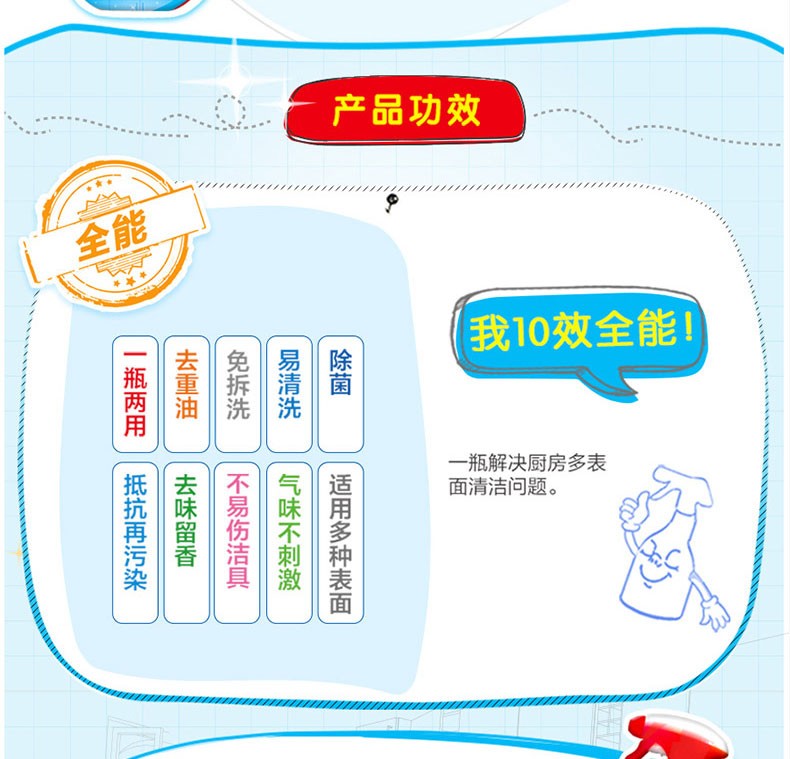 产品功效
全能
我10效全能!
一瓶两用
去重油
免拆洗
易清洗
除菌
抵抗再污染
去味留香
不易伤洁具
气味不刺激
适用多种表面
一瓶解决厨房多表
面清洁问题。